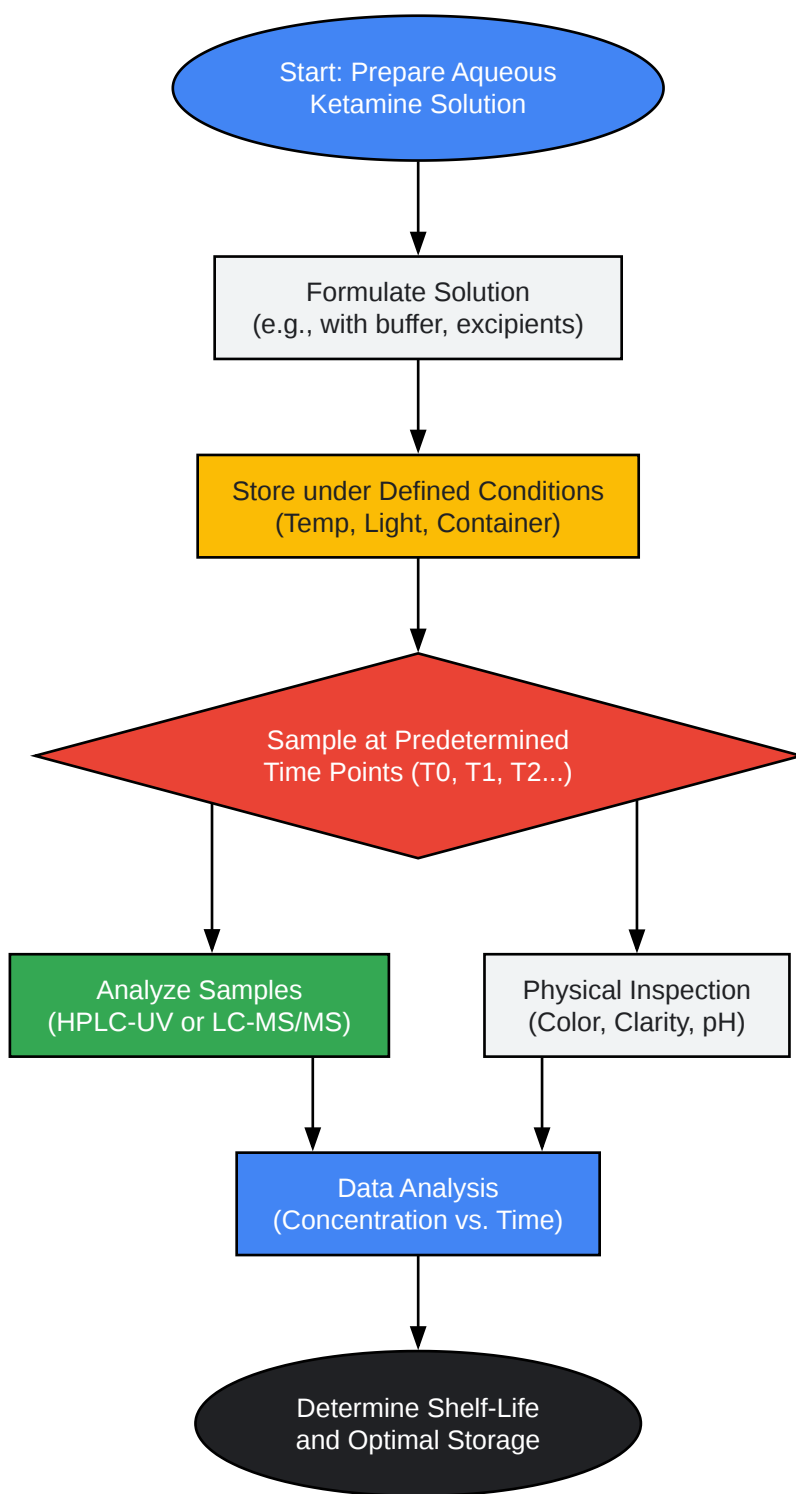 Start: Prepare Aqueous
Ketamine Solution
Formulate Solution
(e.g., with buffer, excipients)
Store under Defined Conditions
(Temp, Light, Container)
Sample at Predetermined
Time Points (T0, T1, T2...)
Analyze Samples
(HPLC-UV or LC-MS/MS)
Physical Inspection
(Color, Clarity, pH)
Data Analysis
(Concentration vs. Time)
Determine Shelf-Life
and Optimal Storage